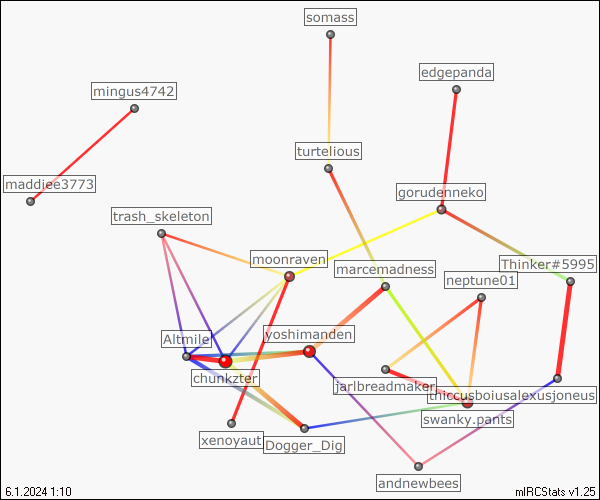 somass
edgepanda
mingus4742
turtelious
maddiee3773
gorudenneko
trash_skeleton
moonraven
marcemadness
Thinker#5995
neptune01
Altmile
yoshimanden
chunkzter
jarlbreadmaker
thiccusboiusalexusjoneus
swanky.pants
xenoyaut
Dogger_Dig
andnewbees
6.1.2024 1:10
mIRCStats v1.25